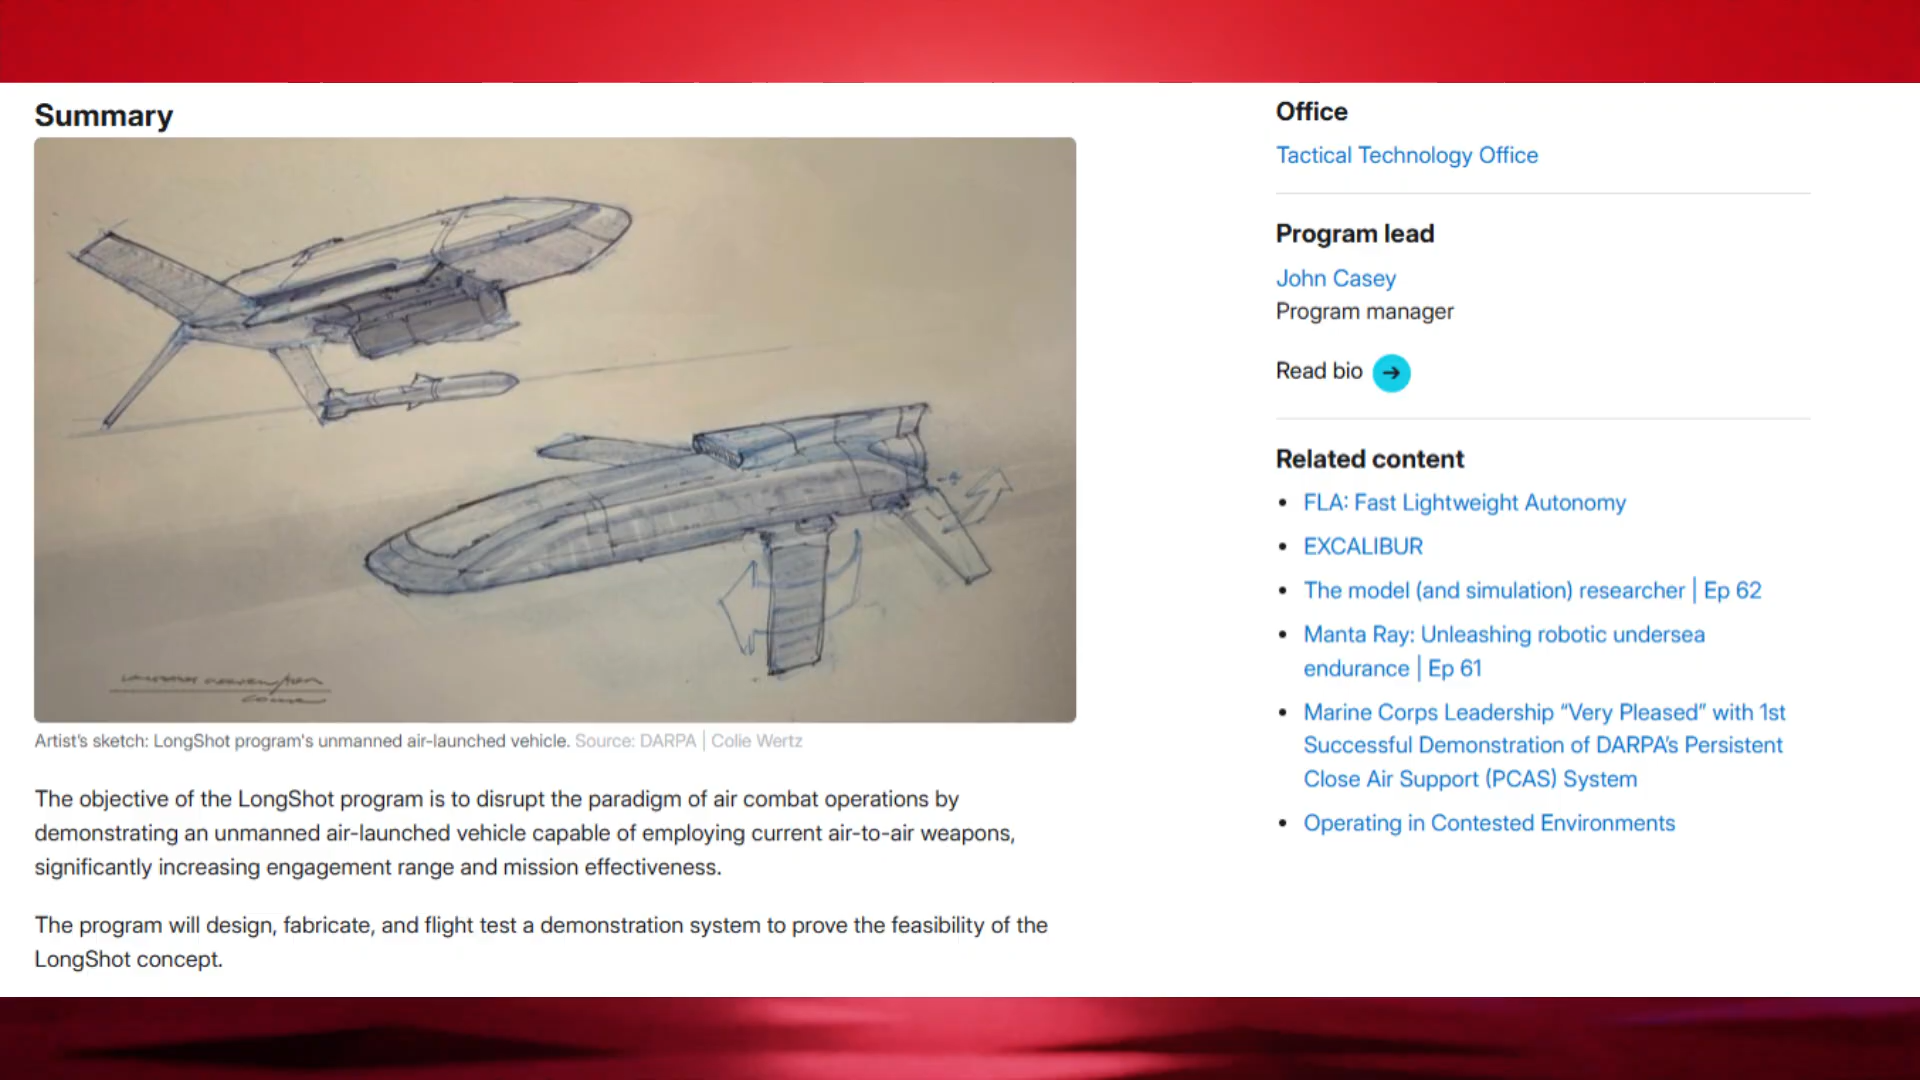 Summary
Artist's sketch: LongShot program's unmanned air-launched vehicle. Source: DARPA | Colie Wertz
The objective of the LongShot program is to disrupt the paradigm of air combat operations by
demonstrating an unmanned air-launched vehicle capable of employing current air-to-air weapons,
significantly increasing engagement range and mission effectiveness.
The program will design, fabricate, and flight test a demonstration system to prove the feasibility of the
LongShot concept.
Office
Tactical Technology Office
Program lead
John Casey
Program manager
Read bio
Related content
• FLA: Fast Lightweight Autonomy
• EXCALIBUR
• The model (and simulation) researcher | Ep 62
• Manta Ray: Unleashing robotic undersea
endurance | Ep 61
• Marine Corps Leadership “Very Pleased” with 1st
Successful Demonstration of DARPA’s Persistent
Close Air Support (PCAS) System
• Operating in Contested Environments